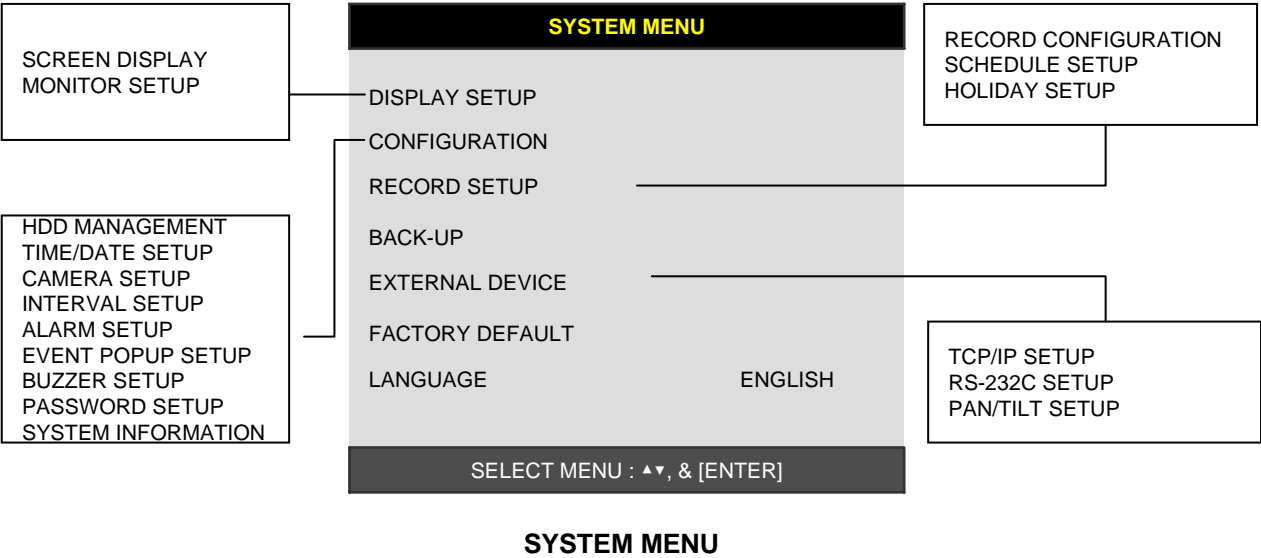 SYSTEM MENU
SCREEN DISPLAY
MONITOR SETUP
RECORD CONFIGURATION
SCHEDULE SETUP
HOLIDAY SETUP
DISPLAY SETUP
CONFIGURATION
RECORD SETUP
BACK-UP
EXTERNAL DEVICE
FACTORY DEFAULT
LANGUAGE ENGLISH
HDD MANAGEMENT
TIME/DATE SETUP
CAMERA SETUP
INTERVAL SETUP
ALARM SETUP
EVENT POPUP SETUP
BUZZER SETUP
PASSWORD SETUP
SYSTEM INFORMATION
TCP/IP SETUP
RS-232C SETUP
PAN/TILT SETUP
SELECT MENU : ▲▼, & [ENTER]
SYSTEM MENU